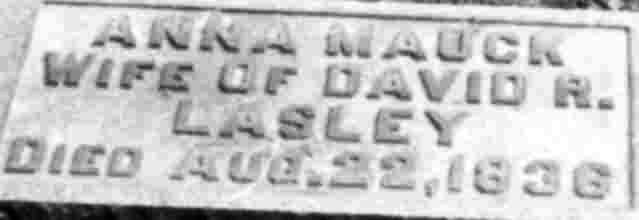 ANNA MAUCK
WIFE OF DAVID R.
LASLEY
DIED AUG. 22, 1836